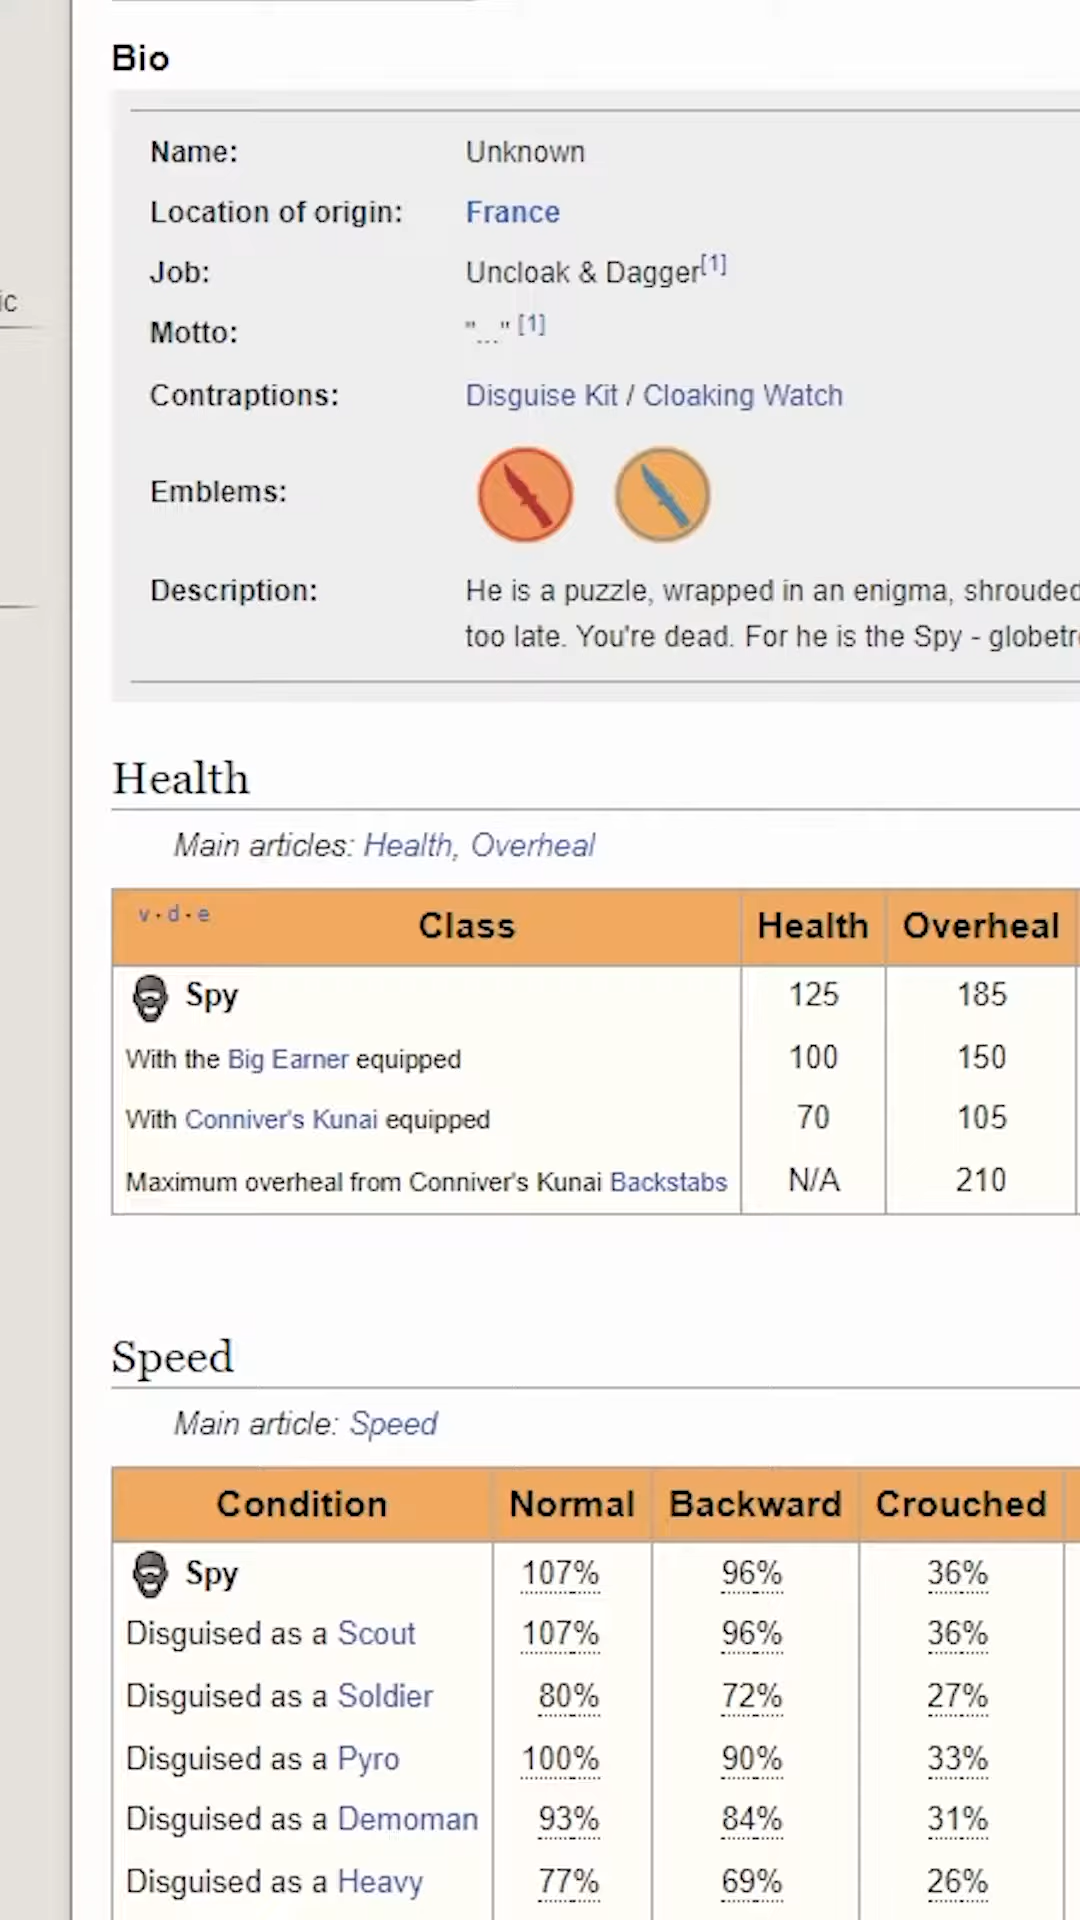 Bio
Name: Unknown
Location of origin: France
ic
Job: Uncloak & Dagger[1]
Motto: "..." [1]
Contraptions: Disguise Kit / Cloaking Watch
Emblems:
Description: He is a puzzle, wrapped in an enigma, shrouded
too late. You're dead. For he is the Spy - globetr
Health
Main articles: Health, Overheal
v · d · e Class Health Overheal
Spy 125 185
With the Big Earner equipped 100 150
With Conniver's Kunai equipped 70 105
Maximum overheal from Conniver's Kunai Backstabs N/A 210
Speed
Main article: Speed
Condition Normal Backward Crouched
Spy 107% 96% 36%
Disguised as a Scout 107% 96% 36%
Disguised as a Soldier 80% 72% 27%
Disguised as a Pyro 100% 90% 33%
Disguised as a Demoman 93% 84% 31%
Disguised as a Heavy 77% 69% 26%